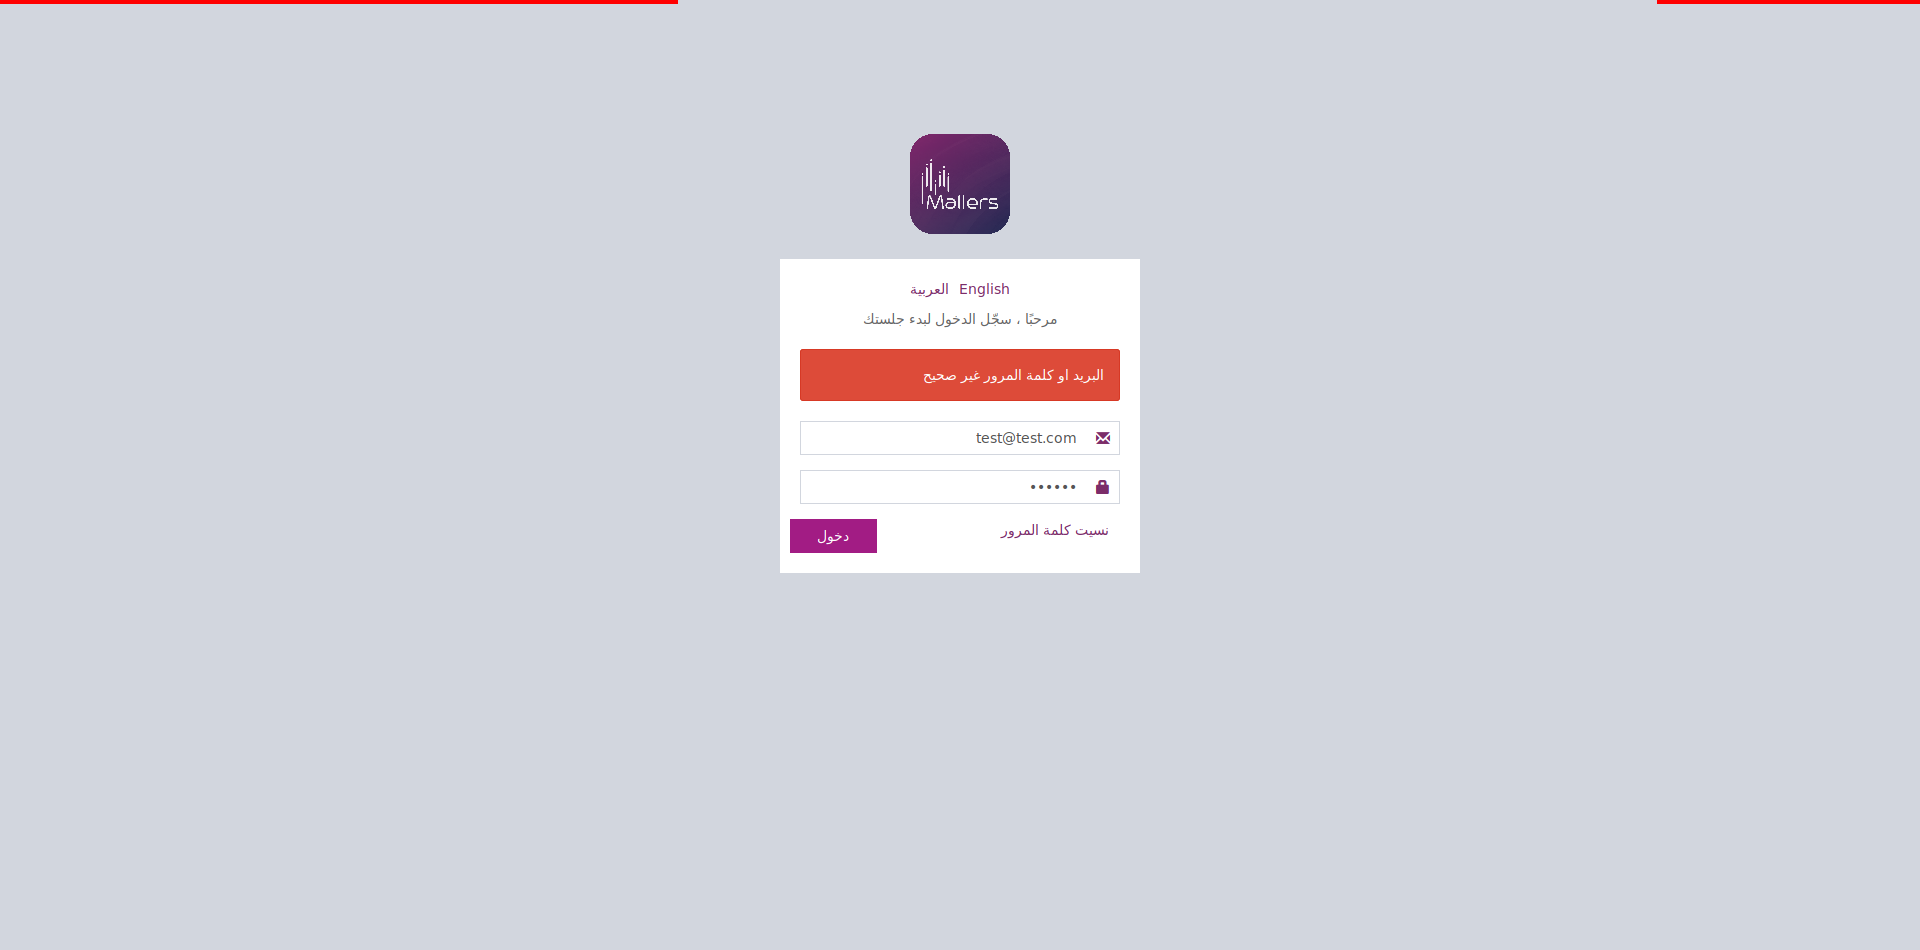 Mallers
العربية English
مرحبًا ، سجّل الدخول لبدء جلستك
البريد او كلمة المرور غير صحيح
test@test.com
••••••
نسيت كلمة المرور
دخول